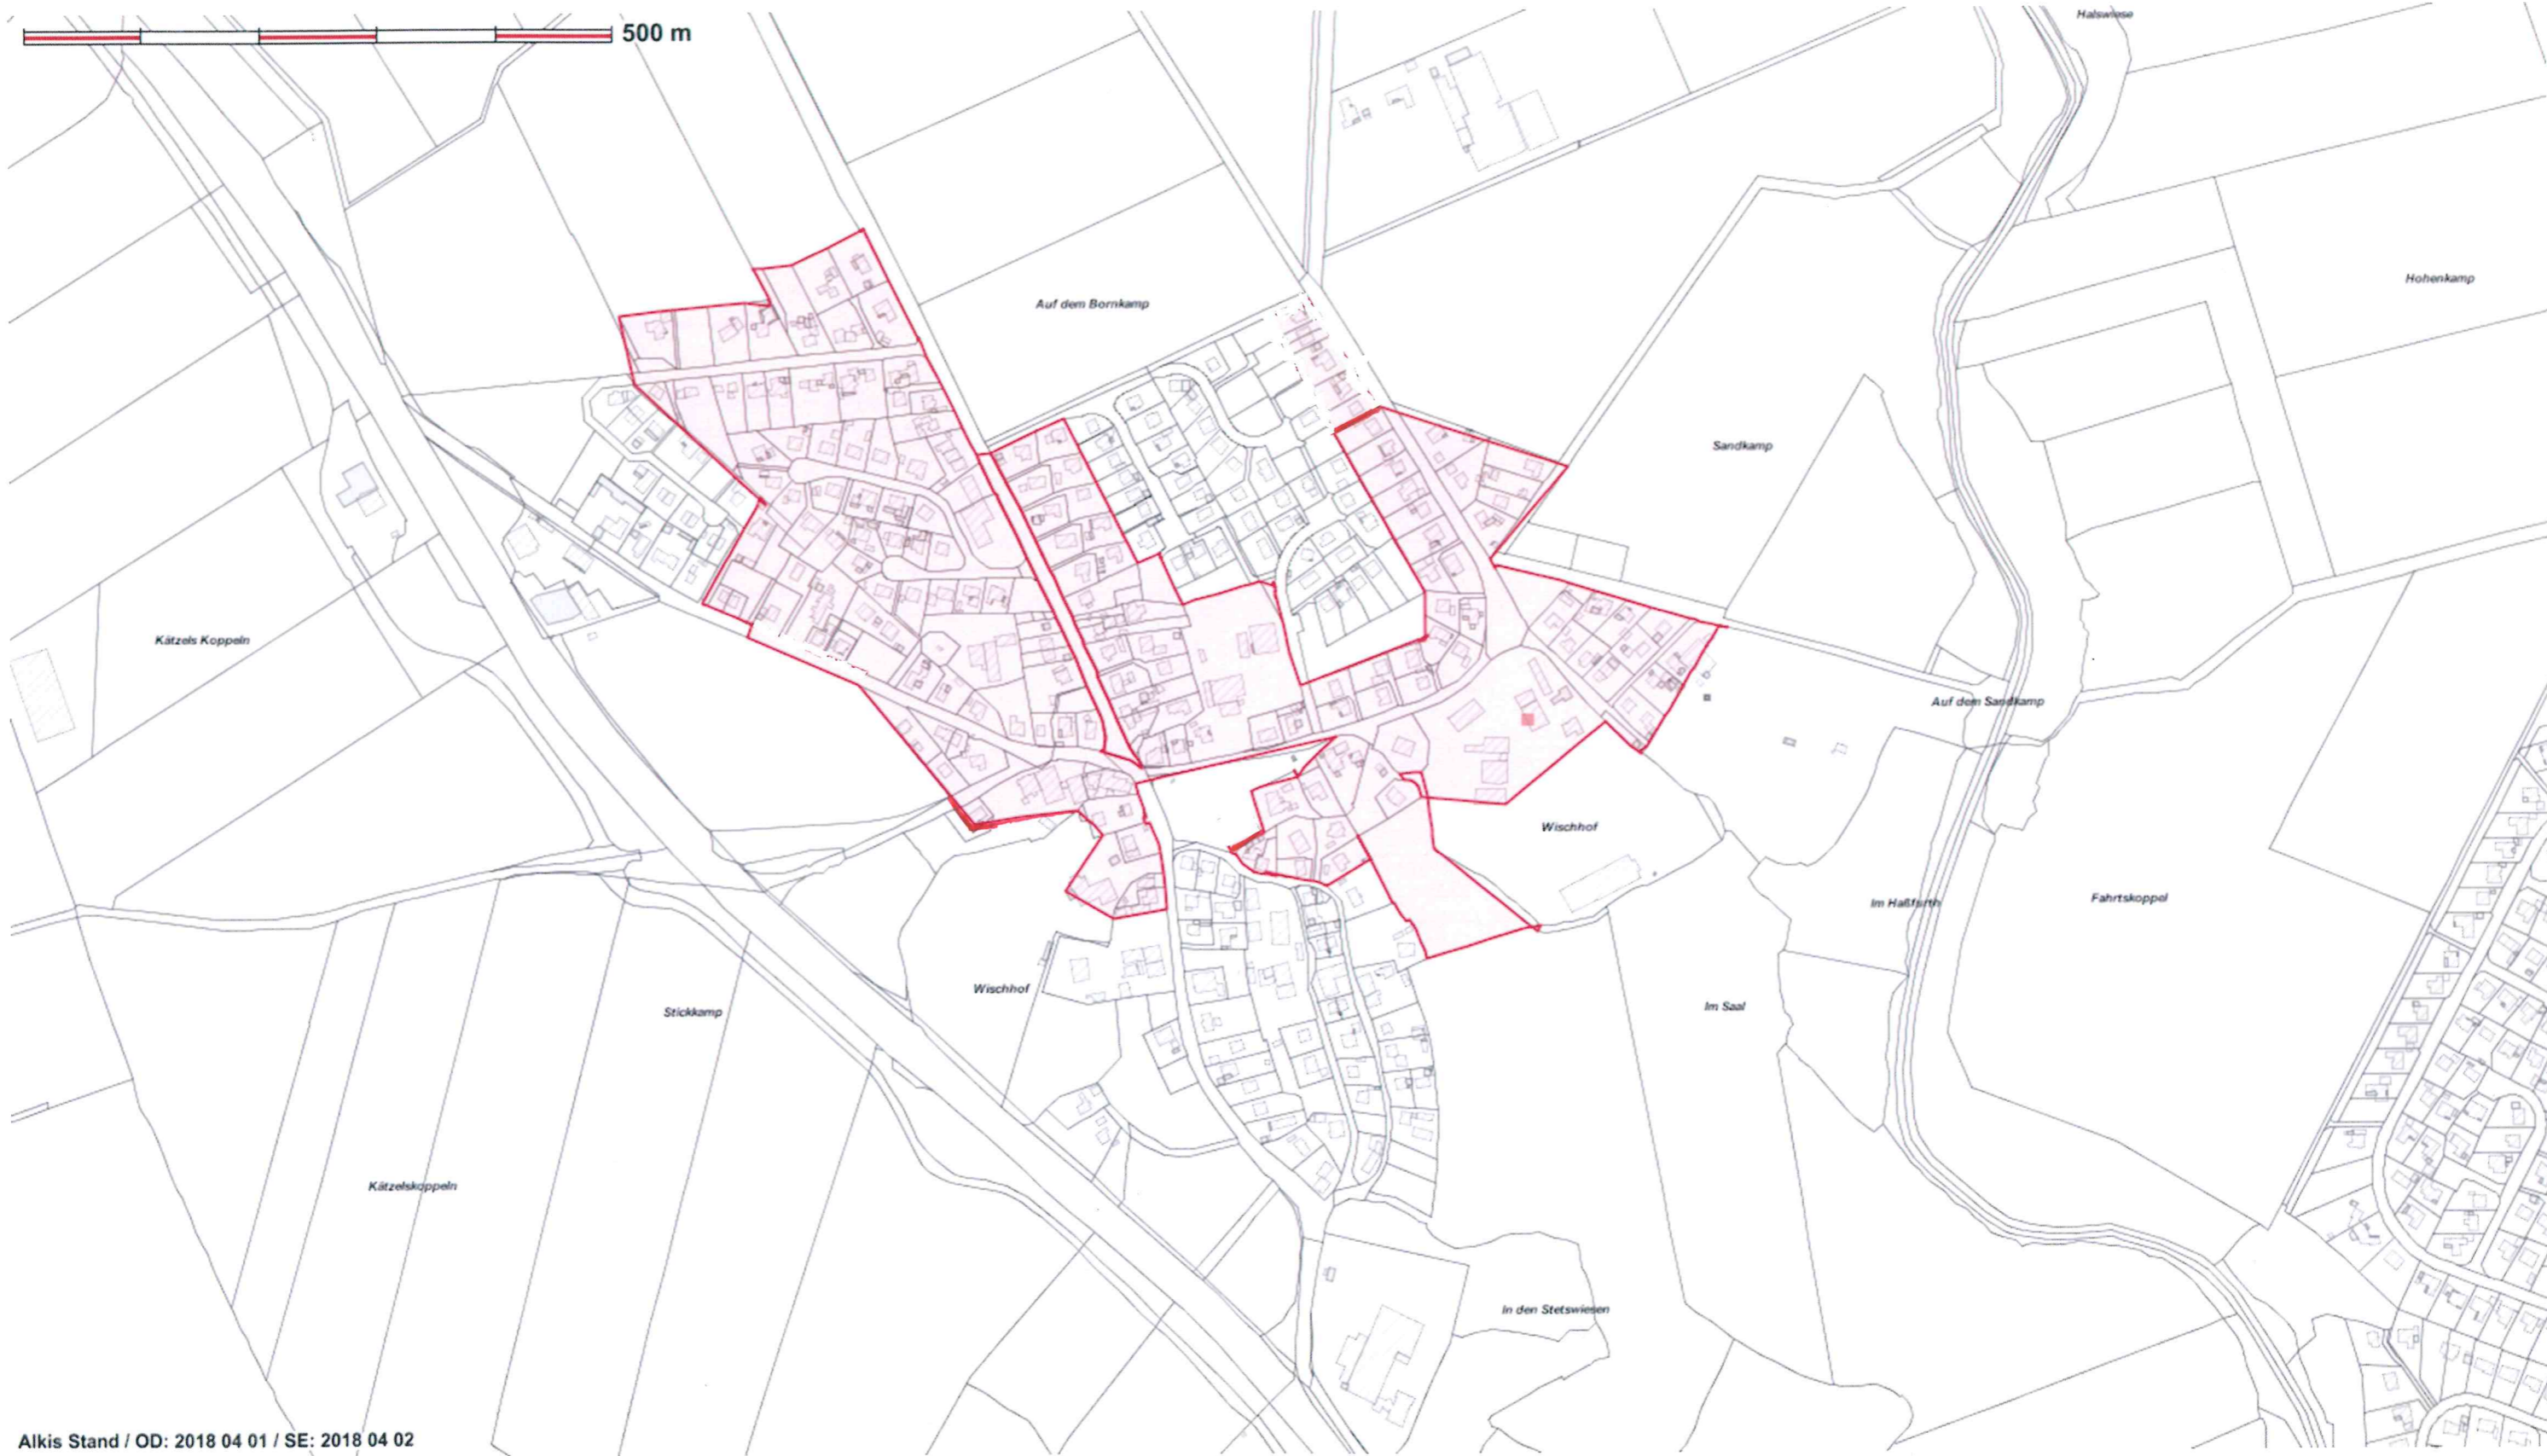 Halswiese
500 m
Hohenkamp
Auf dem Bornkamp
Sandkamp
Kätzels Koppeln
Auf dem Sandkamp
Wischhof
Fahrtskoppel
Im Haßfurth
Wischhof
Im Saal
Stickkamp
Kätzelskoppeln
In den Stetswiesen
Alkis Stand / OD: 2018 04 01 / SE: 2018 04 02